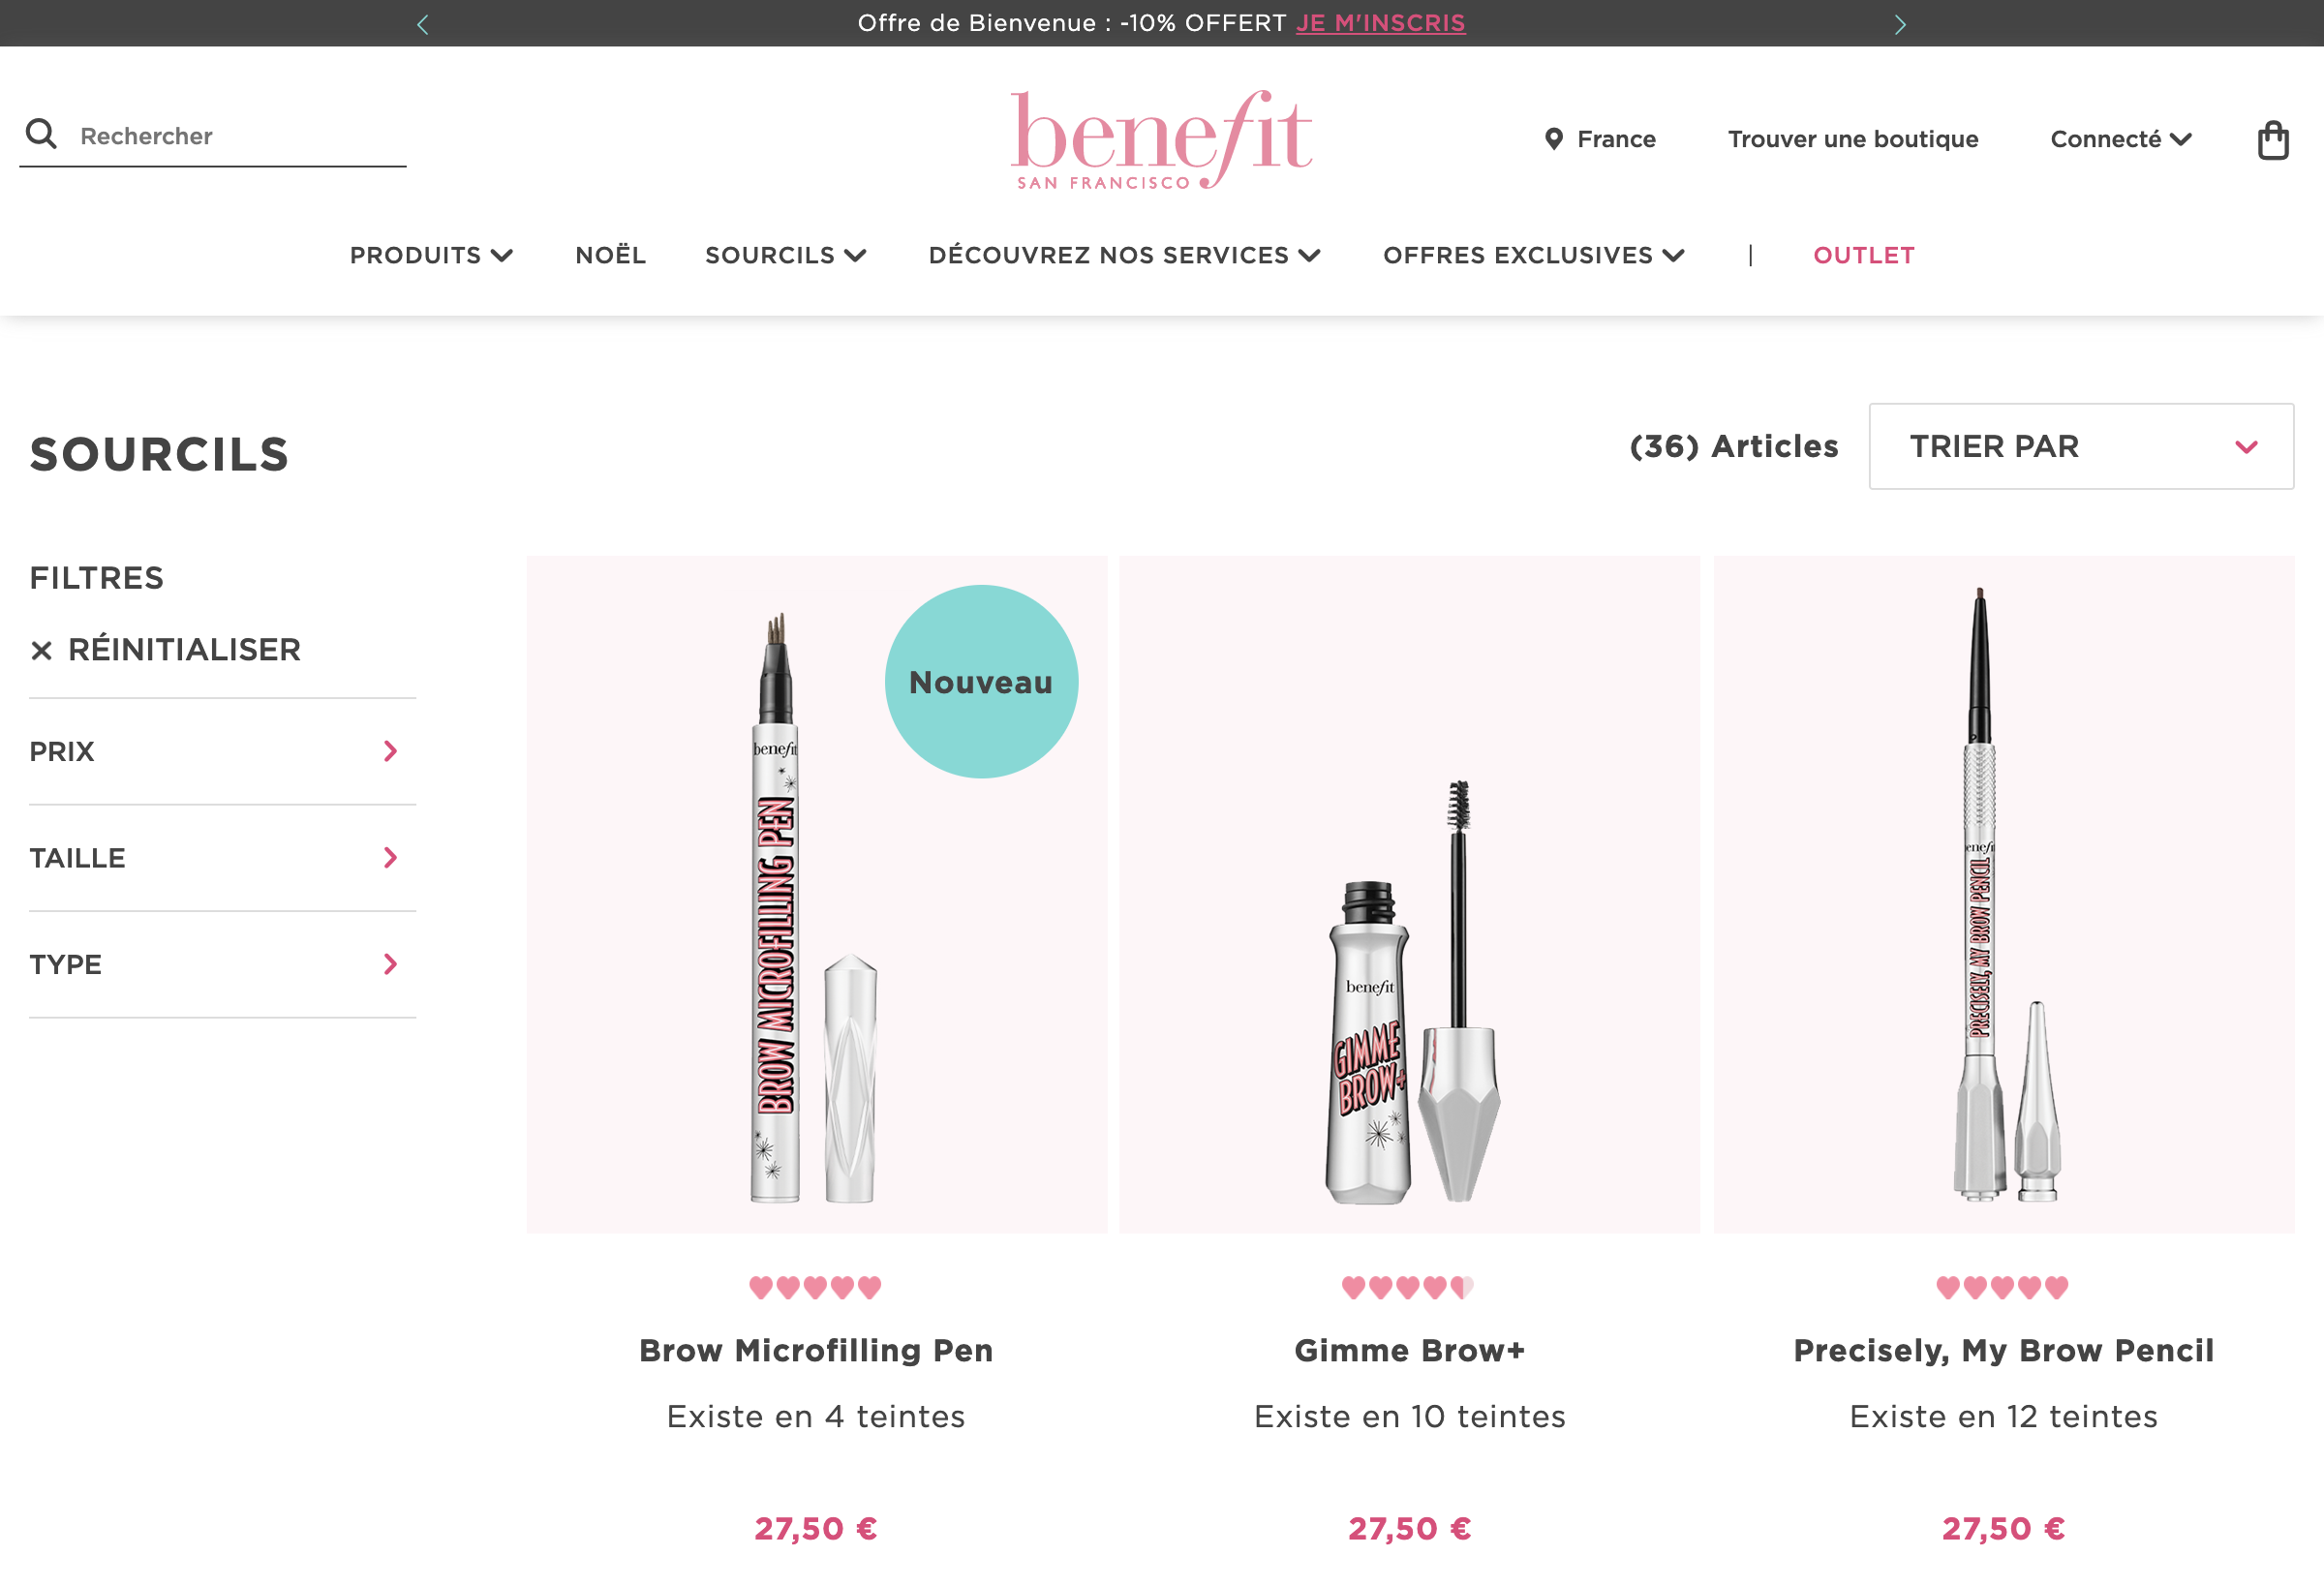 Offre de Bienvenue : -10% OFFERT JE M'INSCRIS
Rechercher
benefit
SAN FRANCISCO
France
Trouver une boutique
Connecté
PRODUITS
NOËL
SOURCILS
DÉCOUVREZ NOS SERVICES
OFFRES EXCLUSIVES
|
OUTLET
SOURCILS
(36) Articles
TRIER PAR
FILTRES
RÉINITIALISER
PRIX
TAILLE
TYPE
Nouveau
benefit
BROW MICROFILLING PEN
benefit
GIMME
BROW+
enefit
PRECISELY, MY BROW PENCIL
Brow Microfilling Pen
Existe en 4 teintes
27,50 €
Gimme Brow+
Existe en 10 teintes
27,50 €
Precisely, My Brow Pencil
Existe en 12 teintes
27,50 €